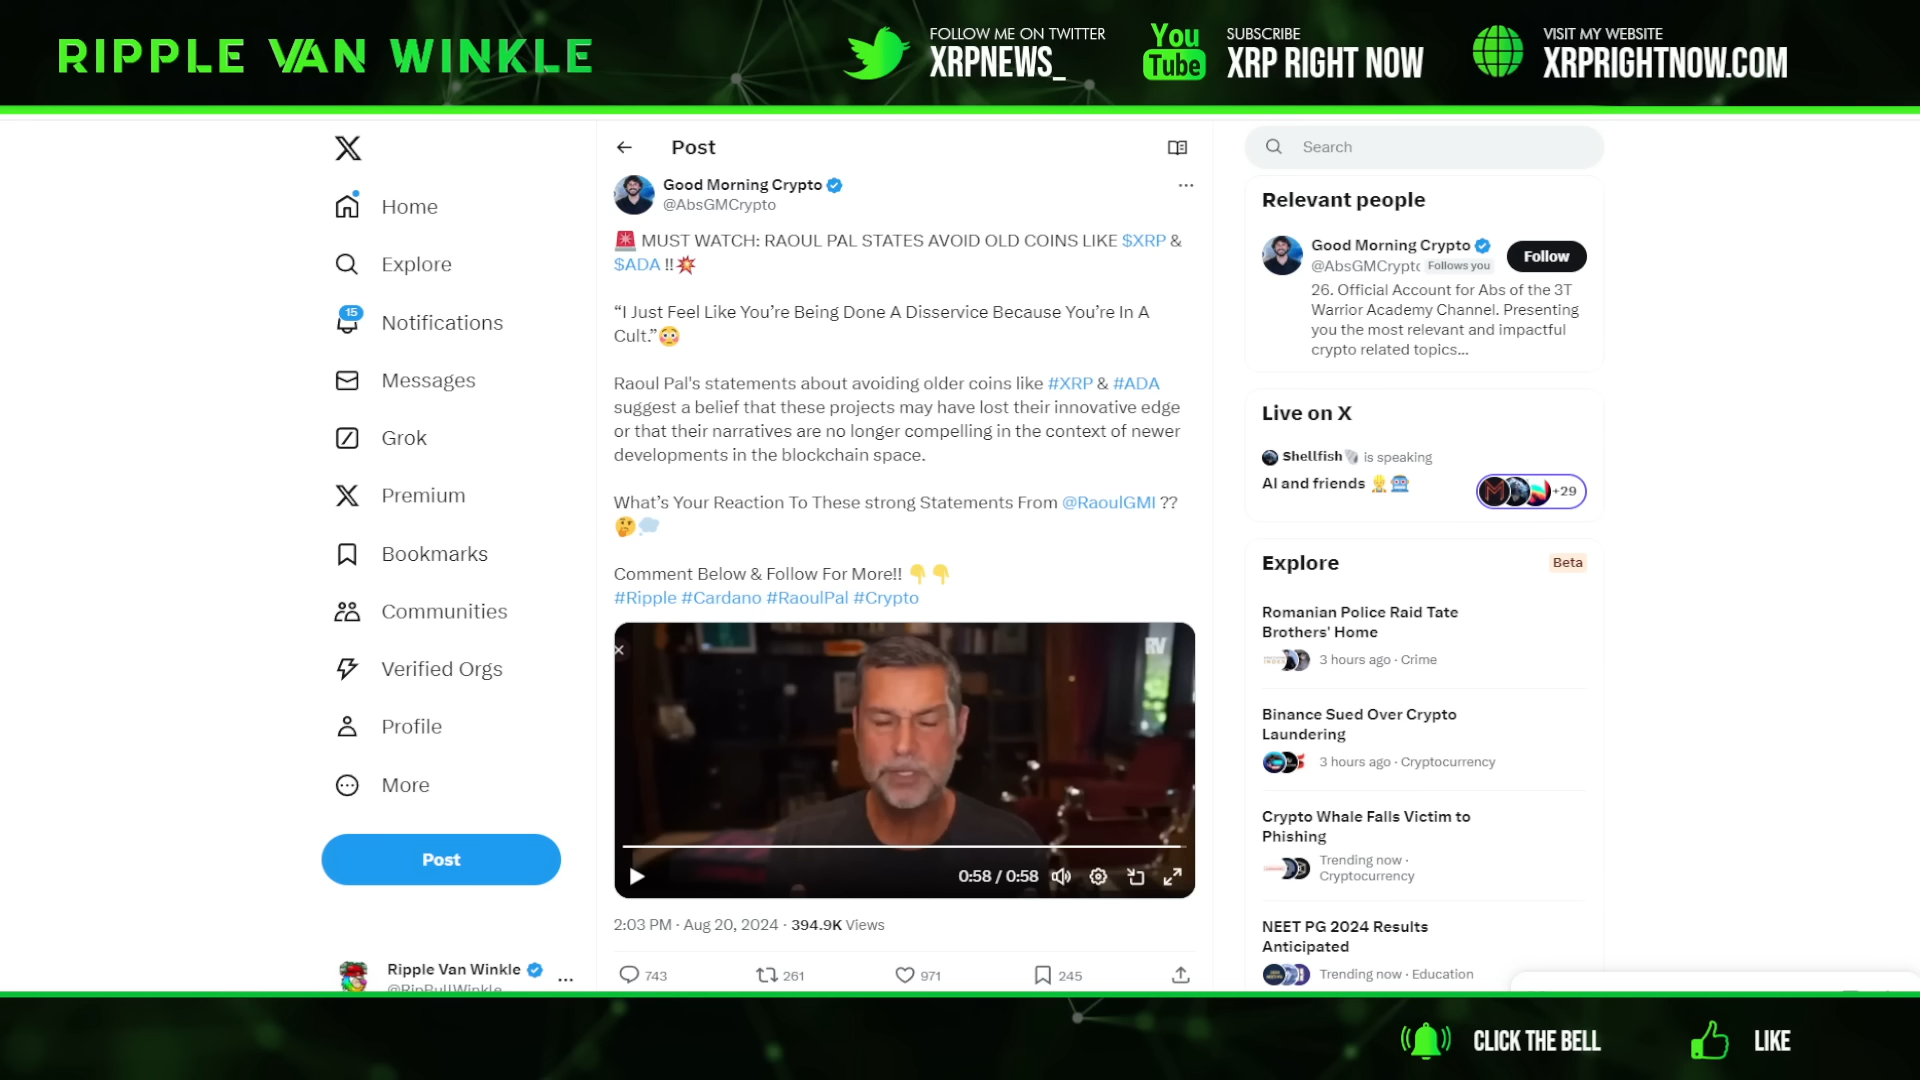 RIPPLE VAN WINKLE
FOLLOW ME ON TWITTER
XRPNEWS_
You
Tube
SUBSCRIBE
XRP RIGHT NOW
VISIT MY WEBSITE
XRPRIGHTNOW.COM
Home
Explore
15
Notifications
Messages
Grok
Premium
Bookmarks
Communities
Verified Orgs
Profile
More
Post
Ripple Van Winkle
@RipBullWinkle
Post
Good Morning Crypto
@AbsGMCrypto
MUST WATCH: RAOUL PAL STATES AVOID OLD COINS LIKE $XRP &
$ADA !!
“I Just Feel Like You’re Being Done A Disservice Because You’re In A
Cult.”
Raoul Pal's statements about avoiding older coins like #XRP & #ADA
suggest a belief that these projects may have lost their innovative edge
or that their narratives are no longer compelling in the context of newer
developments in the blockchain space.
What’s Your Reaction To These strong Statements From @RaoulGMI ??
Comment Below & Follow For More!!
#Ripple #Cardano #RaoulPal #Crypto
RV
0:58 / 0:58
2:03 PM · Aug 20, 2024 · 394.9K Views
743
261
971
245
Search
Relevant people
Good Morning Crypto
@AbsGMCrypto Follows you
Follow
26. Official Account for Abs of the 3T
Warrior Academy Channel. Presenting
you the most relevant and impactful
crypto related topics...
Live on X
Shellfish is speaking
AI and friends
+29
Explore
Beta
Romanian Police Raid Tate
Brothers' Home
3 hours ago · Crime
Binance Sued Over Crypto
Laundering
3 hours ago · Cryptocurrency
Crypto Whale Falls Victim to
Phishing
Trending now ·
Cryptocurrency
NEET PG 2024 Results
Anticipated
Trending now · Education
CLICK THE BELL
LIKE